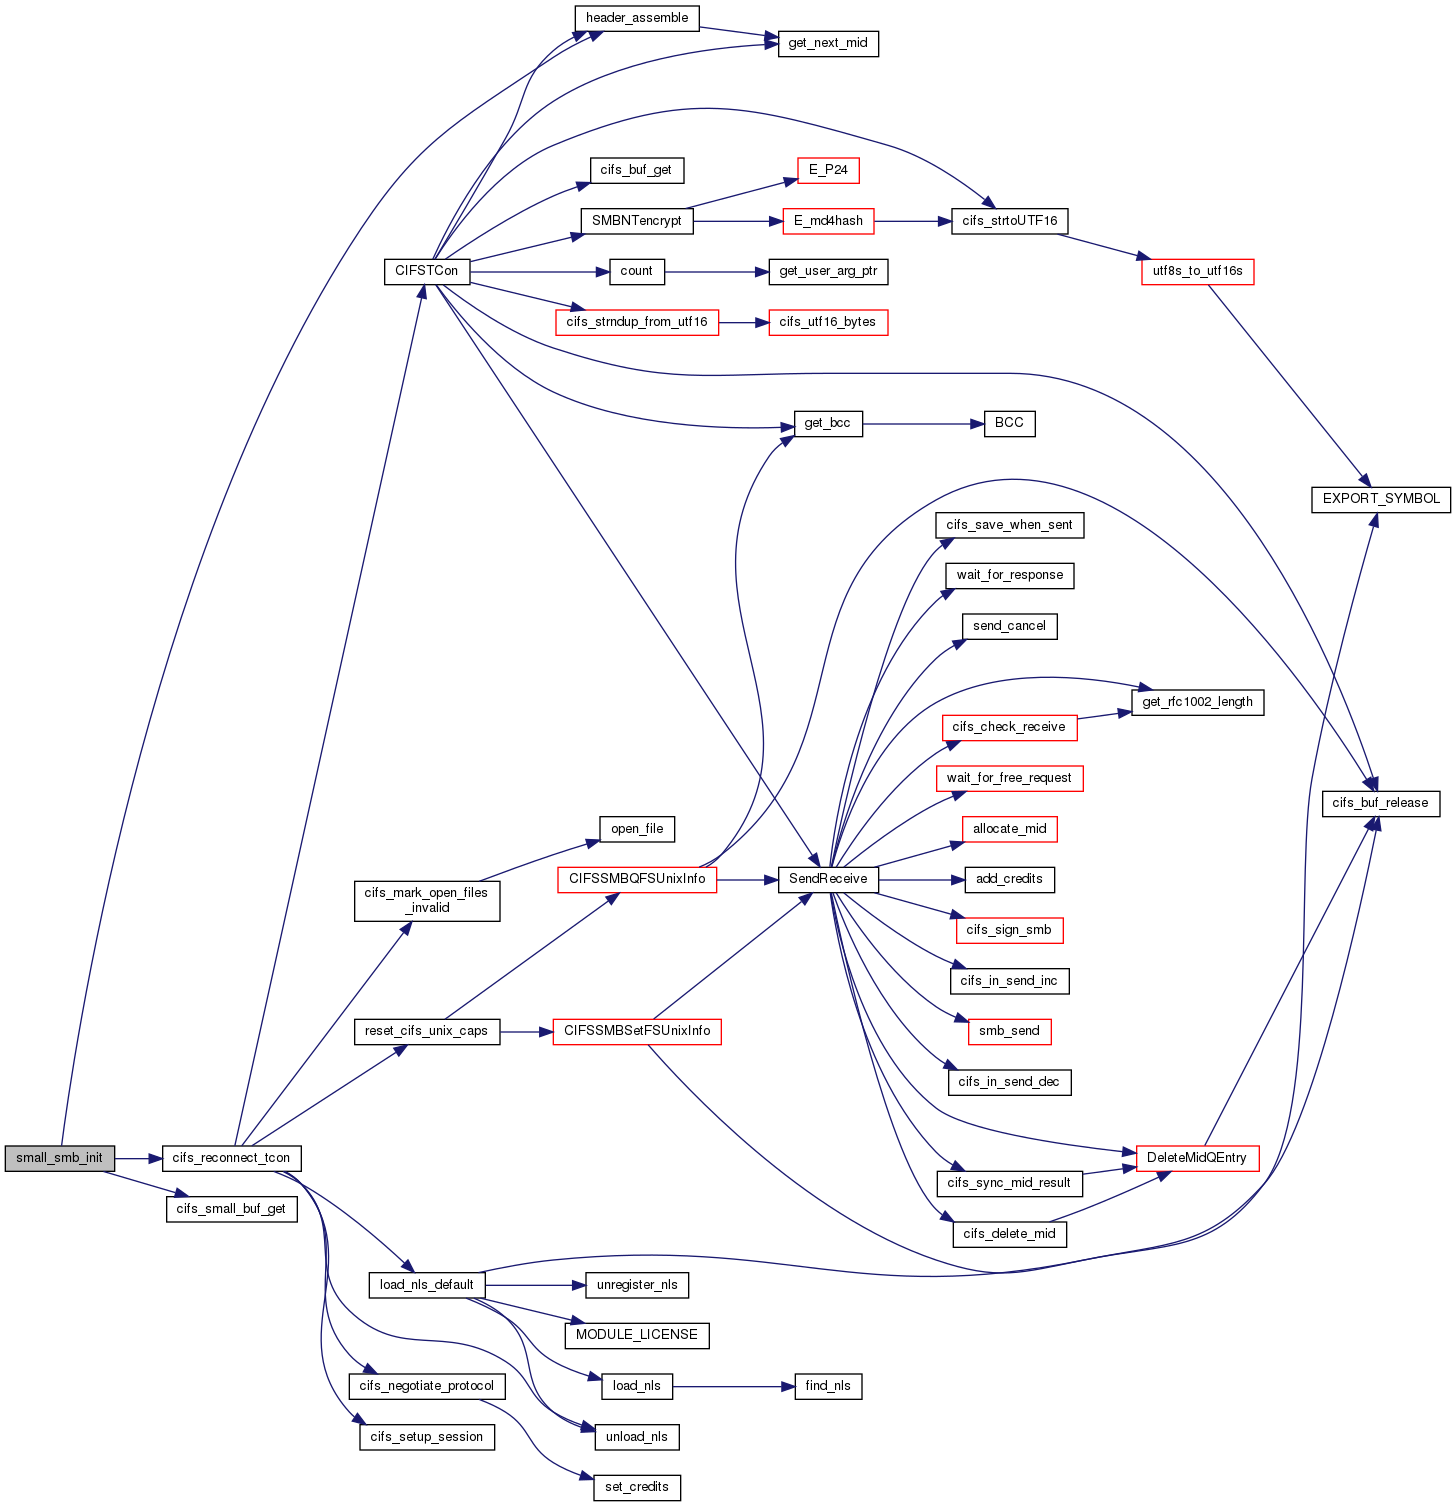 header_assemble
get_next_mid
cifs_buf_get
E_P24
SMBNTencrypt
E_md4hash
cifs_strtoUTF16
CIFSTCon
count
get_user_arg_ptr
utf8s_to_utf16s
cifs_strndup_from_utf16
cifs_utf16_bytes
get_bcc
BCC
EXPORT_SYMBOL
cifs_save_when_sent
wait_for_response
send_cancel
get_rfc1002_length
cifs_check_receive
wait_for_free_request
cifs_buf_release
open_file
allocate_mid
CIFSSMBQFSUnixInfo
SendReceive
add_credits
cifs_mark_open_files
_invalid
cifs_sign_smb
cifs_in_send_inc
reset_cifs_unix_caps
CIFSSMBSetFSUnixInfo
smb_send
cifs_in_send_dec
small_smb_init
cifs_reconnect_tcon
DeleteMidQEntry
cifs_sync_mid_result
cifs_small_buf_get
cifs_delete_mid
load_nls_default
unregister_nls
MODULE_LICENSE
cifs_negotiate_protocol
load_nls
find_nls
cifs_setup_session
unload_nls
set_credits